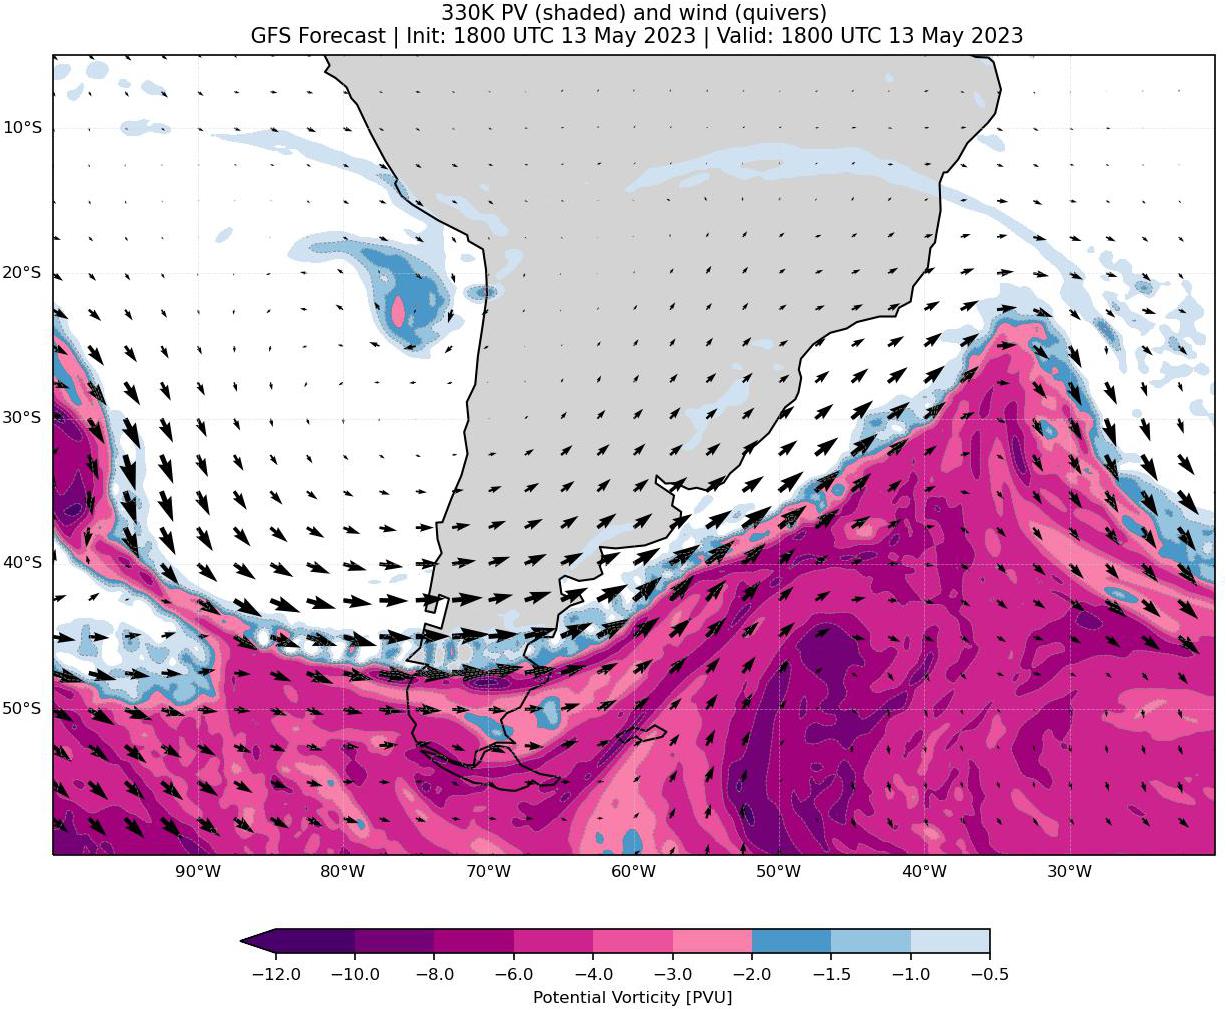 330K PV (shaded) and wind (quivers)
GFS Forecast | Init: 1800 UTC 13 May 2023 | Valid: 1800 UTC 13 May 2023
10°S
20°S
30°S
40°S
50°S
90°W 80°W 70°W 60°W 50°W 40°W 30°W
−12.0 −10.0 −8.0 −6.0 −4.0 −3.0 −2.0 −1.5 −1.0 −0.5
Potential Vorticity [PVU]